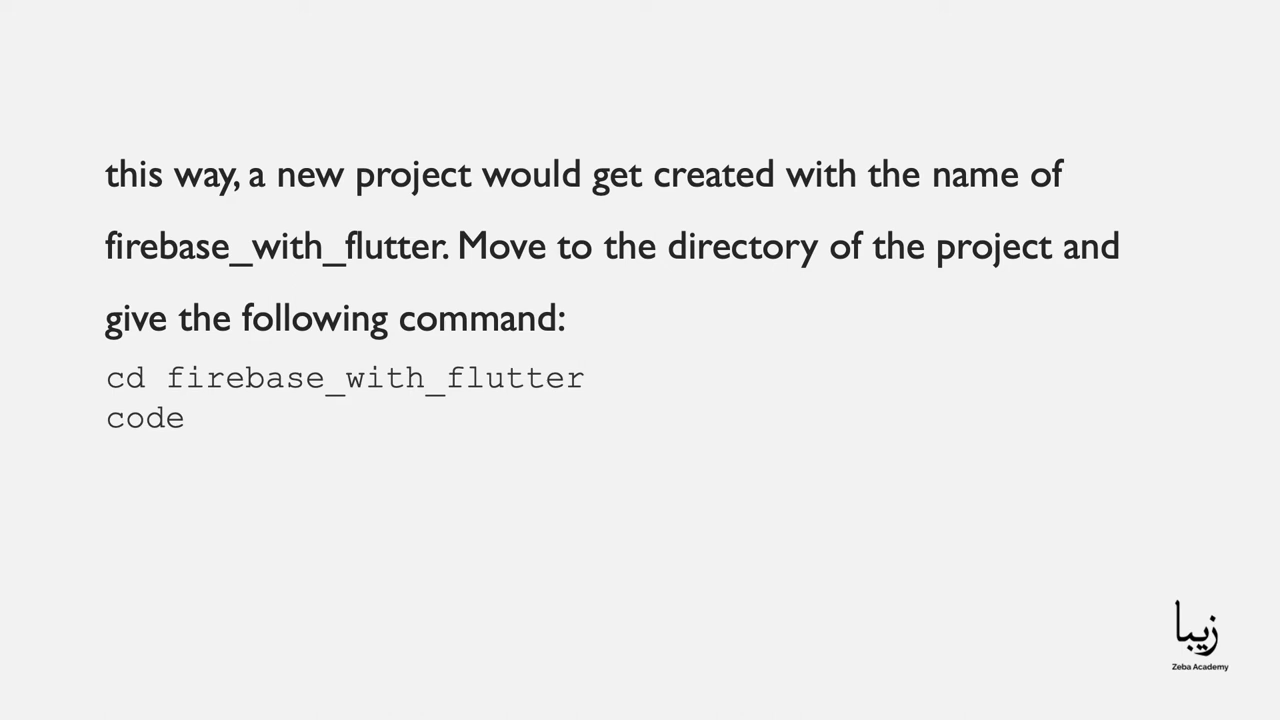 this way, a new project would get created with the name of
firebase_with_flutter. Move to the directory of the project and
give the following command:
cd firebase_with_flutter
code
زیبا
Zeba Academy